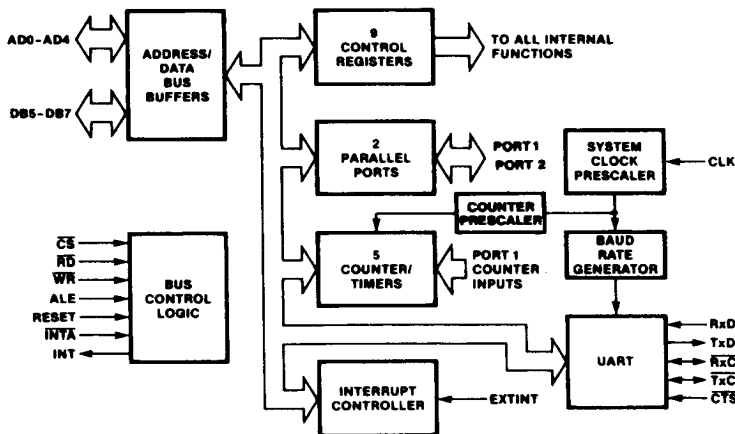 AD0-AD4
DB5-DB7
ADDRESS/
DATA
BUS
BUFFERS
9
CONTROL
REGISTERS
TO ALL INTERNAL
FUNCTIONS
2
PARALLEL
PORTS
PORT 1
PORT 2
SYSTEM
CLOCK
PRESCALER
CLK
COUNTER
PRESCALER
5
COUNTER/
TIMERS
PORT 1
COUNTER
INPUTS
BAUD
RATE
GENERATOR
CS
RD
WR
ALE
RESET
INTA
INT
BUS
CONTROL
LOGIC
UART
RxD
TxD
RxC
TxC
CTS
INTERRUPT
CONTROLLER
EXTINT